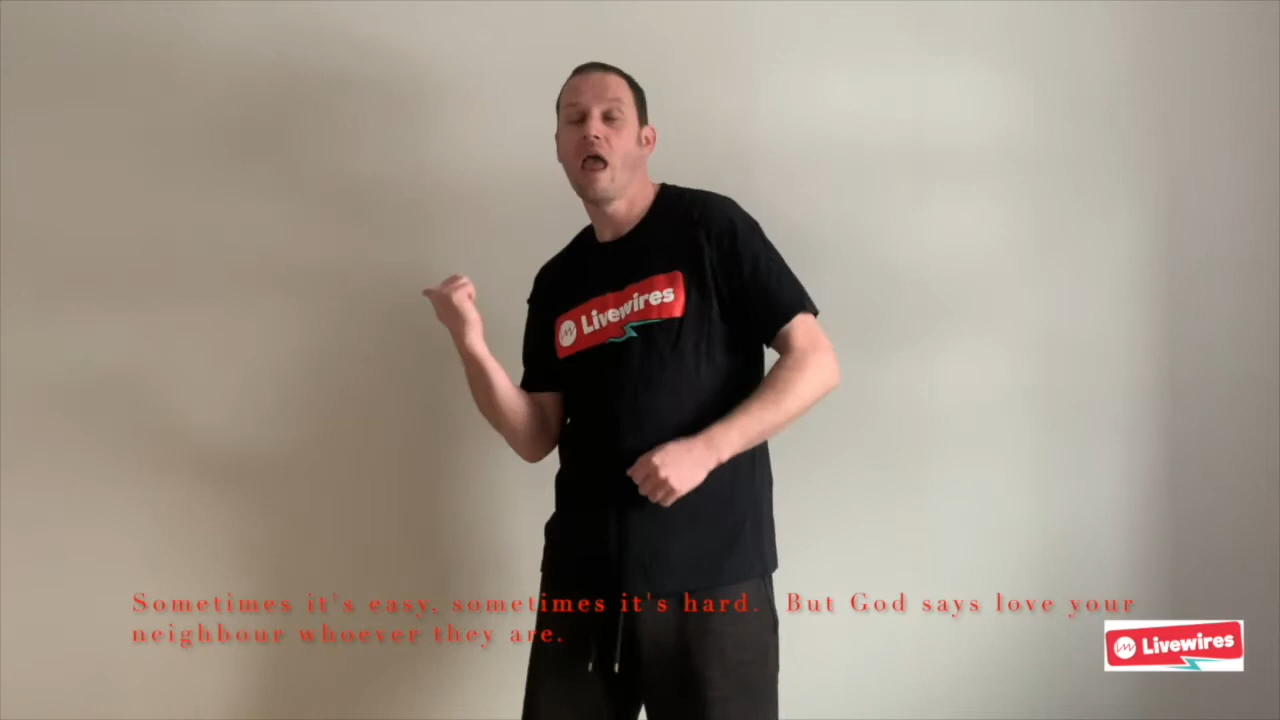 Livewires
Sometimes it's easy, sometimes it's hard. But God says love your
neighbour whoever they are.
Livewires